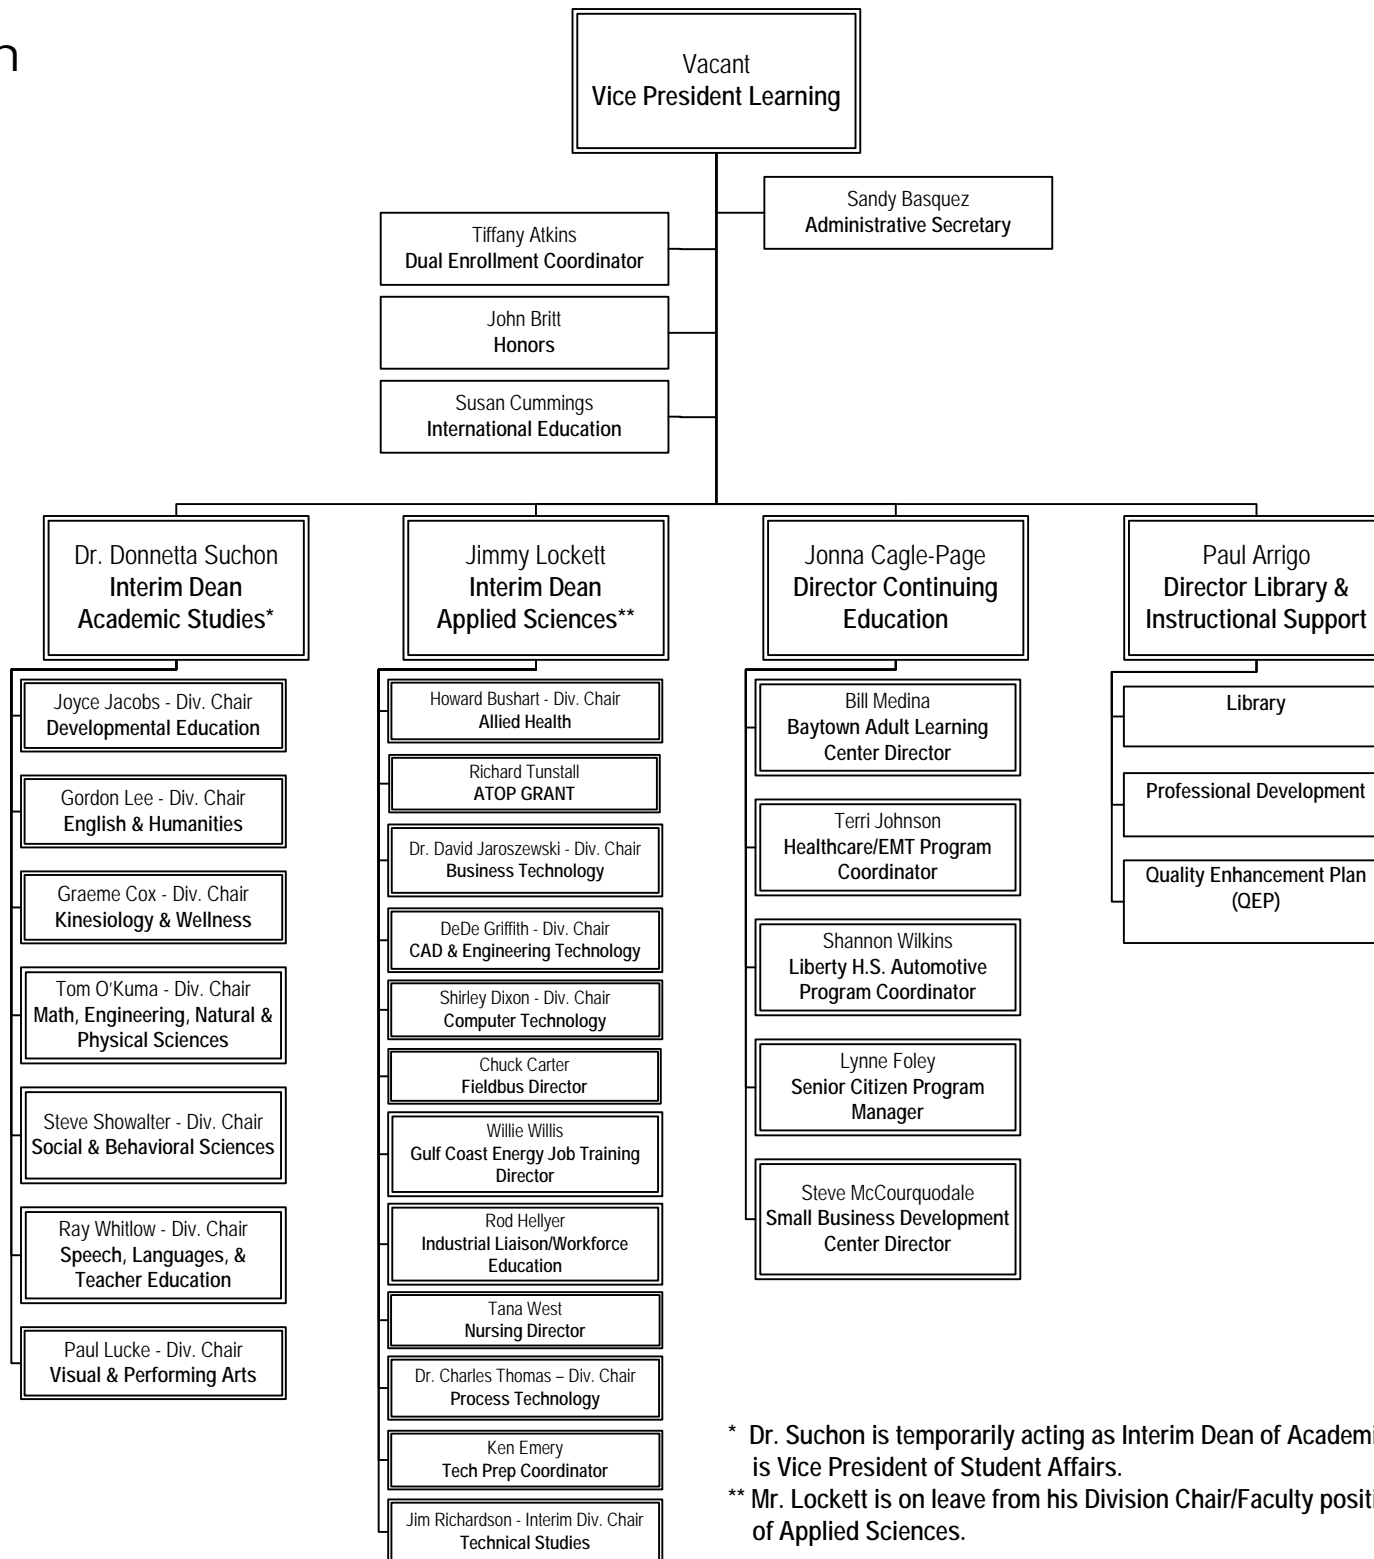 n
Vacant
Vice President Learning
Sandy Basquez
Administrative Secretary
Tiffany Atkins
Dual Enrollment Coordinator
John Britt
Honors
Susan Cummings
International Education
Dr. Donnetta Suchon
Interim Dean
Academic Studies*
Joyce Jacobs - Div. Chair
Developmental Education
Gordon Lee - Div. Chair
English & Humanities
Graeme Cox - Div. Chair
Kinesiology & Wellness
Tom O'Kuma - Div. Chair
Math, Engineering, Natural &
Physical Sciences
Steve Showalter - Div. Chair
Social & Behavioral Sciences
Ray Whitlow - Div. Chair
Speech, Languages, &
Teacher Education
Paul Lucke - Div. Chair
Visual & Performing Arts
Jimmy Lockett
Interim Dean
Applied Sciences**
Howard Bushart - Div. Chair
Allied Health
Richard Tunstall
ATOP GRANT
Dr. David Jaroszewski - Div. Chair
Business Technology
DeDe Griffith - Div. Chair
CAD & Engineering Technology
Shirley Dixon - Div. Chair
Computer Technology
Chuck Carter
Fieldbus Director
Willie Willis
Gulf Coast Energy Job Training
Director
Rod Hellyer
Industrial Liaison/Workforce
Education
Tana West
Nursing Director
Dr. Charles Thomas – Div. Chair
Process Technology
Ken Emery
Tech Prep Coordinator
Jim Richardson - Interim Div. Chair
Technical Studies
Jonna Cagle-Page
Director Continuing
Education
Bill Medina
Baytown Adult Learning
Center Director
Terri Johnson
Healthcare/EMT Program
Coordinator
Shannon Wilkins
Liberty H.S. Automotive
Program Coordinator
Lynne Foley
Senior Citizen Program
Manager
Steve McCourquodale
Small Business Development
Center Director
Paul Arrigo
Director Library &
Instructional Support
Library
Professional Development
Quality Enhancement Plan
(QEP)
* Dr. Suchon is temporarily acting as Interim Dean of Academi
is Vice President of Student Affairs.
** Mr. Lockett is on leave from his Division Chair/Faculty positi
of Applied Sciences.